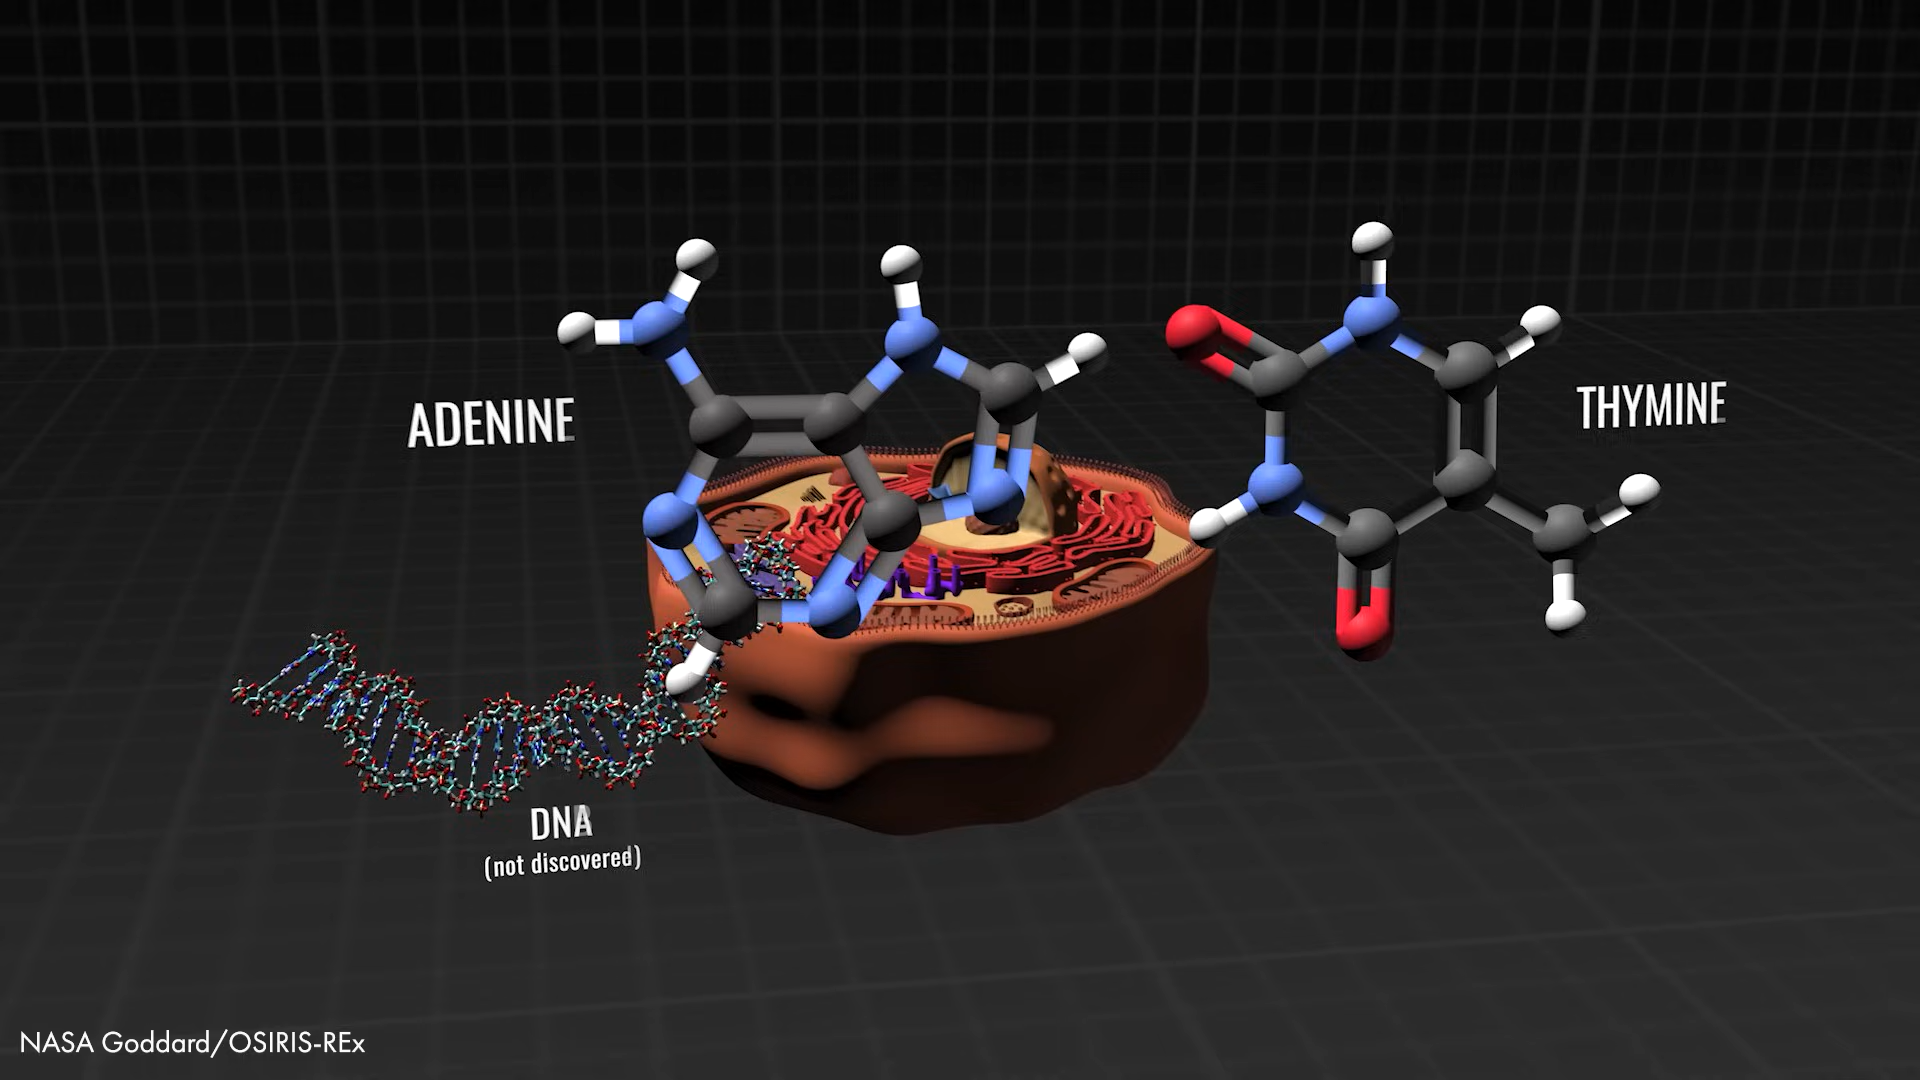 ADENINE
THYMINE
DNA
(not discovered)
NASA Goddard/OSIRIS-REx